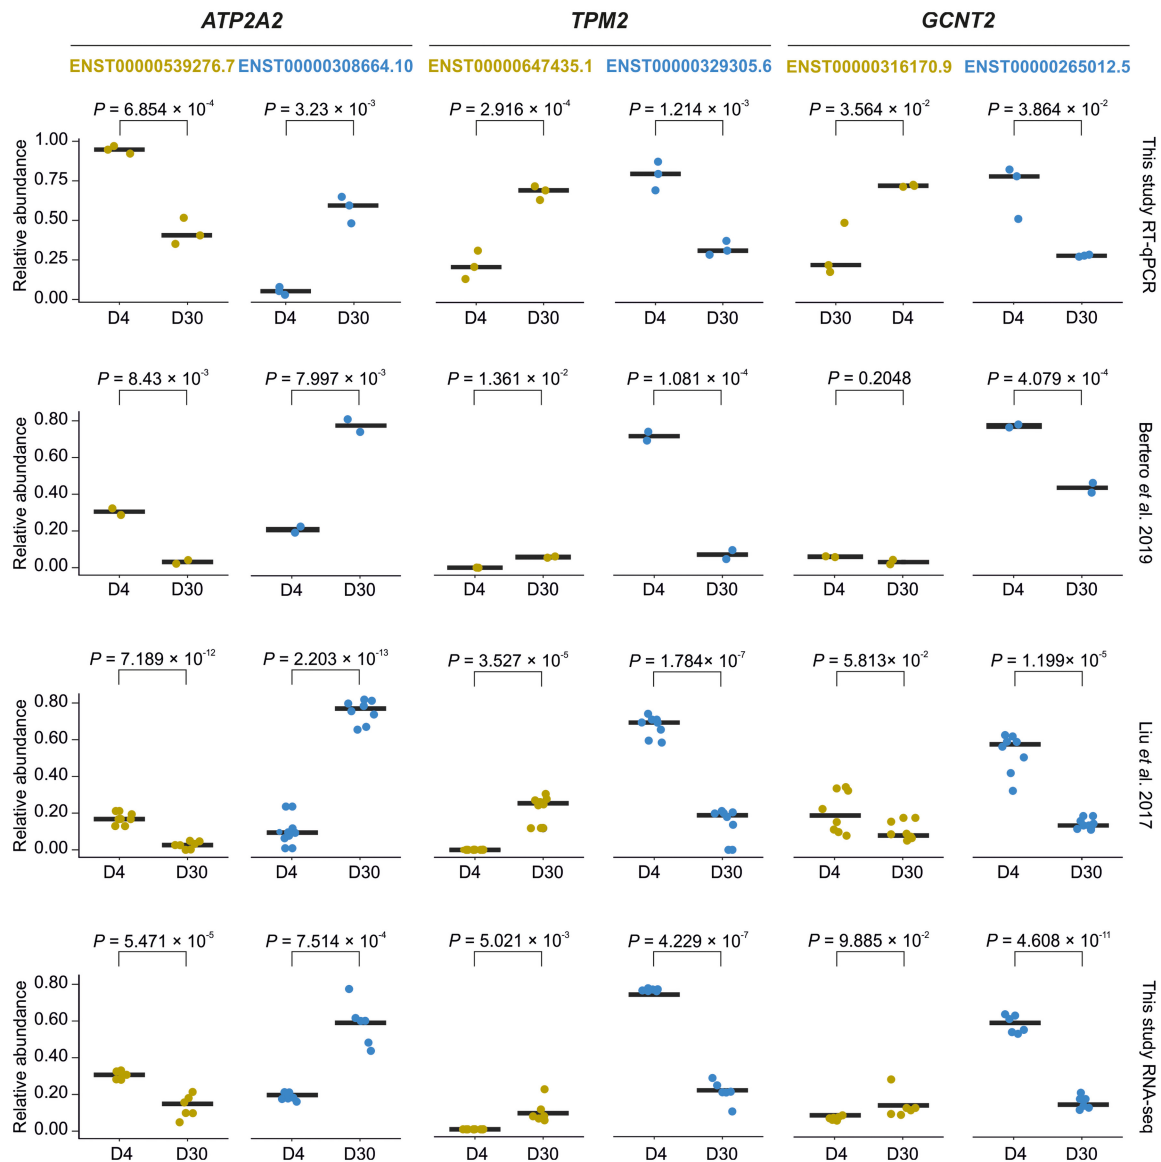 ATP2A2 TPM2 GCNT2
ENST00000539276.7 ENST00000308664.10 ENST00000647435.1 ENST00000329305.6 ENST00000316170.9 ENST00000265012.5
P = 6.854 × 10⁻⁴ P = 3.23 × 10⁻³ P = 2.916 × 10⁻⁴ P = 1.214 × 10⁻³ P = 3.564 × 10⁻² P = 3.864 × 10⁻²
Relative abundance
1.00
0.75
0.50
0.25
0.00
D4 D30 D4 D30 D4 D30 D4 D30 D30 D4 D4 D30
This study RT-qPCR
P = 8.43 × 10⁻³ P = 7.997 × 10⁻³ P = 1.361 × 10⁻² P = 1.081 × 10⁻⁴ P = 0.2048 P = 4.079 × 10⁻⁴
Relative abundance
0.80
0.60
0.40
0.20
0.00
D4 D30 D4 D30 D4 D30 D4 D30 D4 D30 D4 D30
Bertero et al. 2019
P = 7.189 × 10⁻¹² P = 2.203 × 10⁻¹³ P = 3.527 × 10⁻⁵ P = 1.784× 10⁻⁷ P = 5.813× 10⁻² P = 1.199× 10⁻⁵
Relative abundance
0.80
0.60
0.40
0.20
0.00
D4 D30 D4 D30 D4 D30 D4 D30 D4 D30 D4 D30
Liu et al. 2017
P = 5.471 × 10⁻⁵ P = 7.514 × 10⁻⁴ P = 5.021 × 10⁻³ P = 4.229 × 10⁻⁷ P = 9.885 × 10⁻² P = 4.608 × 10⁻¹¹
Relative abundance
0.80
0.60
0.40
0.20
0.00
D4 D30 D4 D30 D4 D30 D4 D30 D4 D30 D4 D30
This study RNA-seq